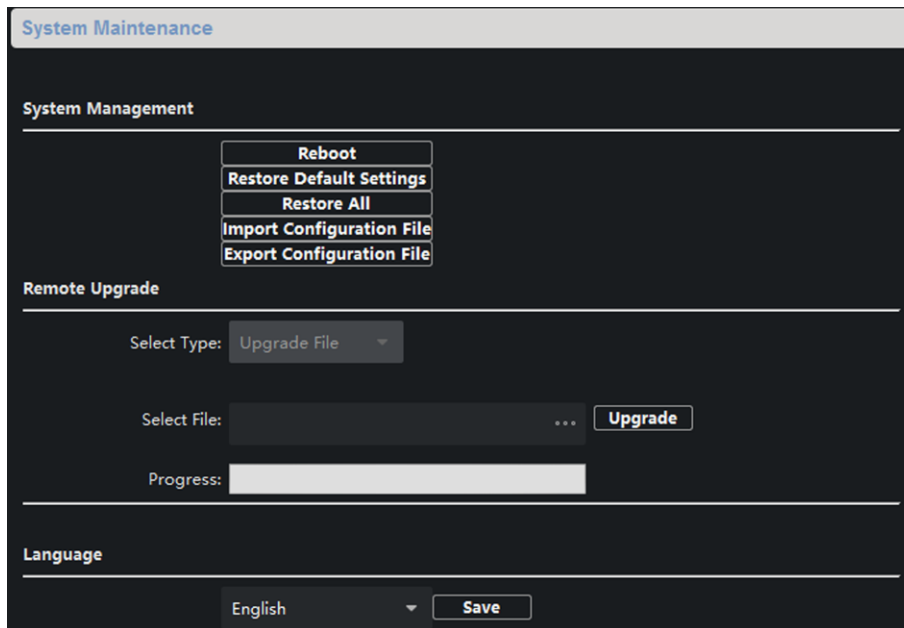 System Maintenance
System Management
Reboot
Restore Default Settings
Restore All
Import Configuration File
Export Configuration File
Remote Upgrade
Select Type: Upgrade File
Select File: ... Upgrade
Progress:
Language
English Save